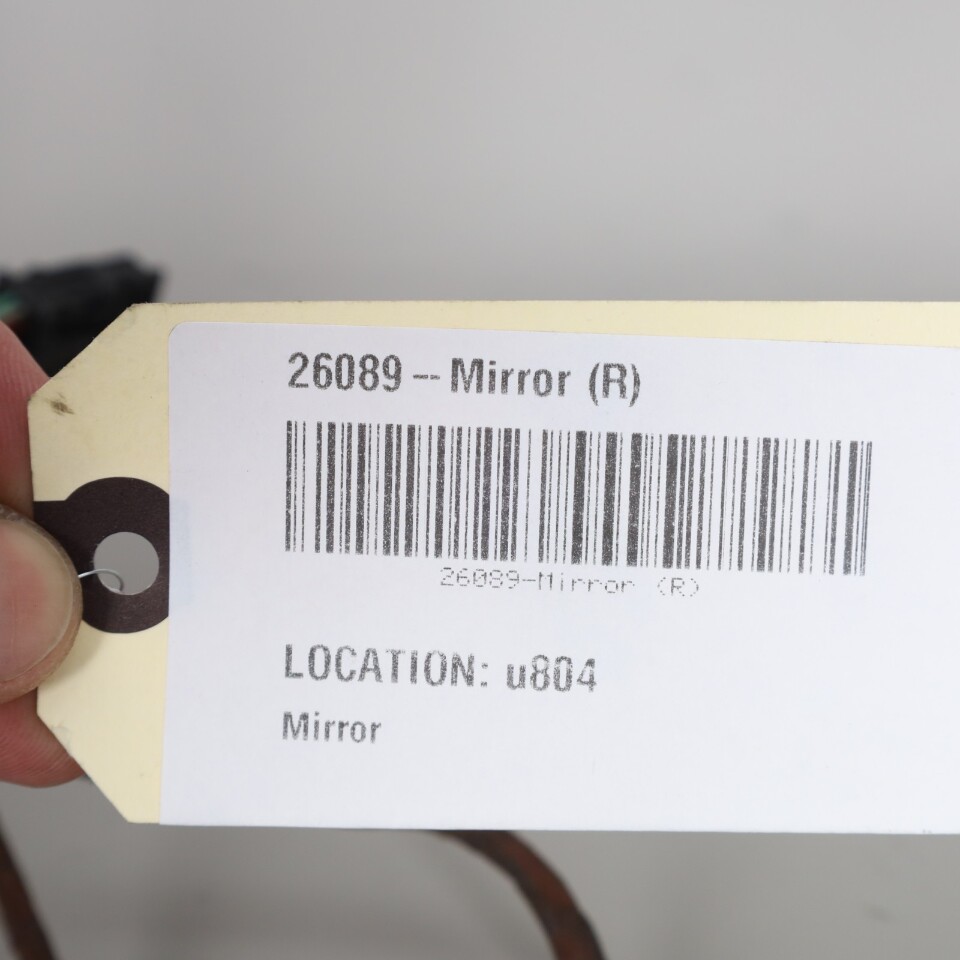 26089 -- Mirror (R)
26089-Mirror (R)
LOCATION: u804
Mirror